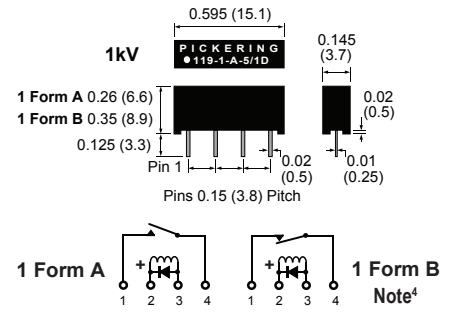 0.595 (15.1)
1kV
PICKERING
119-1-A-5/1D
0.145
(3.7)
1 Form A 0.26 (6.6)
1 Form B 0.35 (8.9)
0.02
(0.5)
0.125 (3.3)
Pin 1
0.02
(0.5)
0.01
(0.25)
Pins 0.15 (3.8) Pitch
1 Form A
+
1 2 3 4
+
1 2 3 4
1 Form B
Note⁴